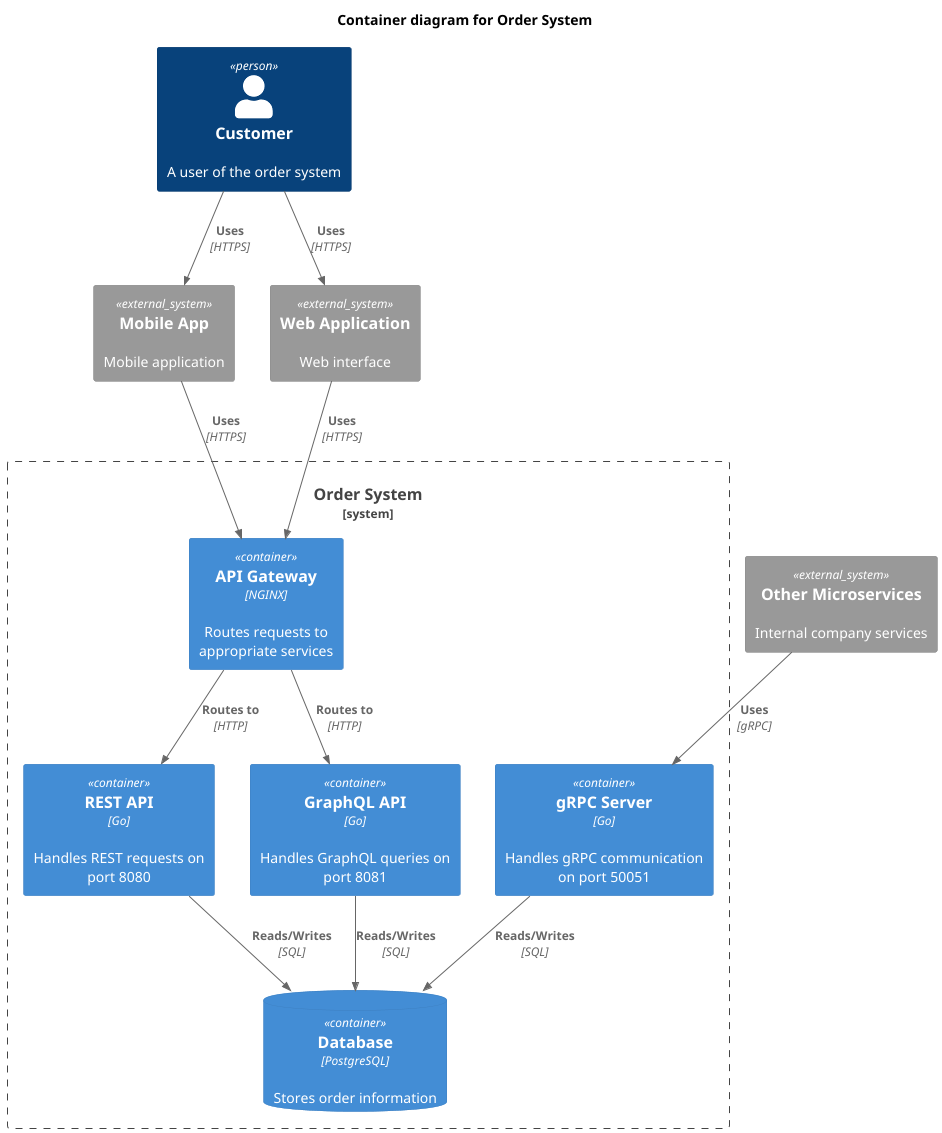 Container diagram for Order System
«person»
Customer
A user of the order system
Uses
[HTTPS]
Uses
[HTTPS]
«external_system»
Mobile App
Mobile application
«external_system»
Web Application
Web interface
Uses
[HTTPS]
Uses
[HTTPS]
Order System
[system]
«container»
API Gateway
[NGINX]
Routes requests to
appropriate services
«external_system»
Other Microservices
Internal company services
Routes to
[HTTP]
Routes to
[HTTP]
Uses
[gRPC]
«container»
REST API
[Go]
Handles REST requests on
port 8080
«container»
GraphQL API
[Go]
Handles GraphQL queries on
port 8081
«container»
gRPC Server
[Go]
Handles gRPC communication
on port 50051
Reads/Writes
[SQL]
Reads/Writes
[SQL]
Reads/Writes
[SQL]
«container»
Database
[PostgreSQL]
Stores order information